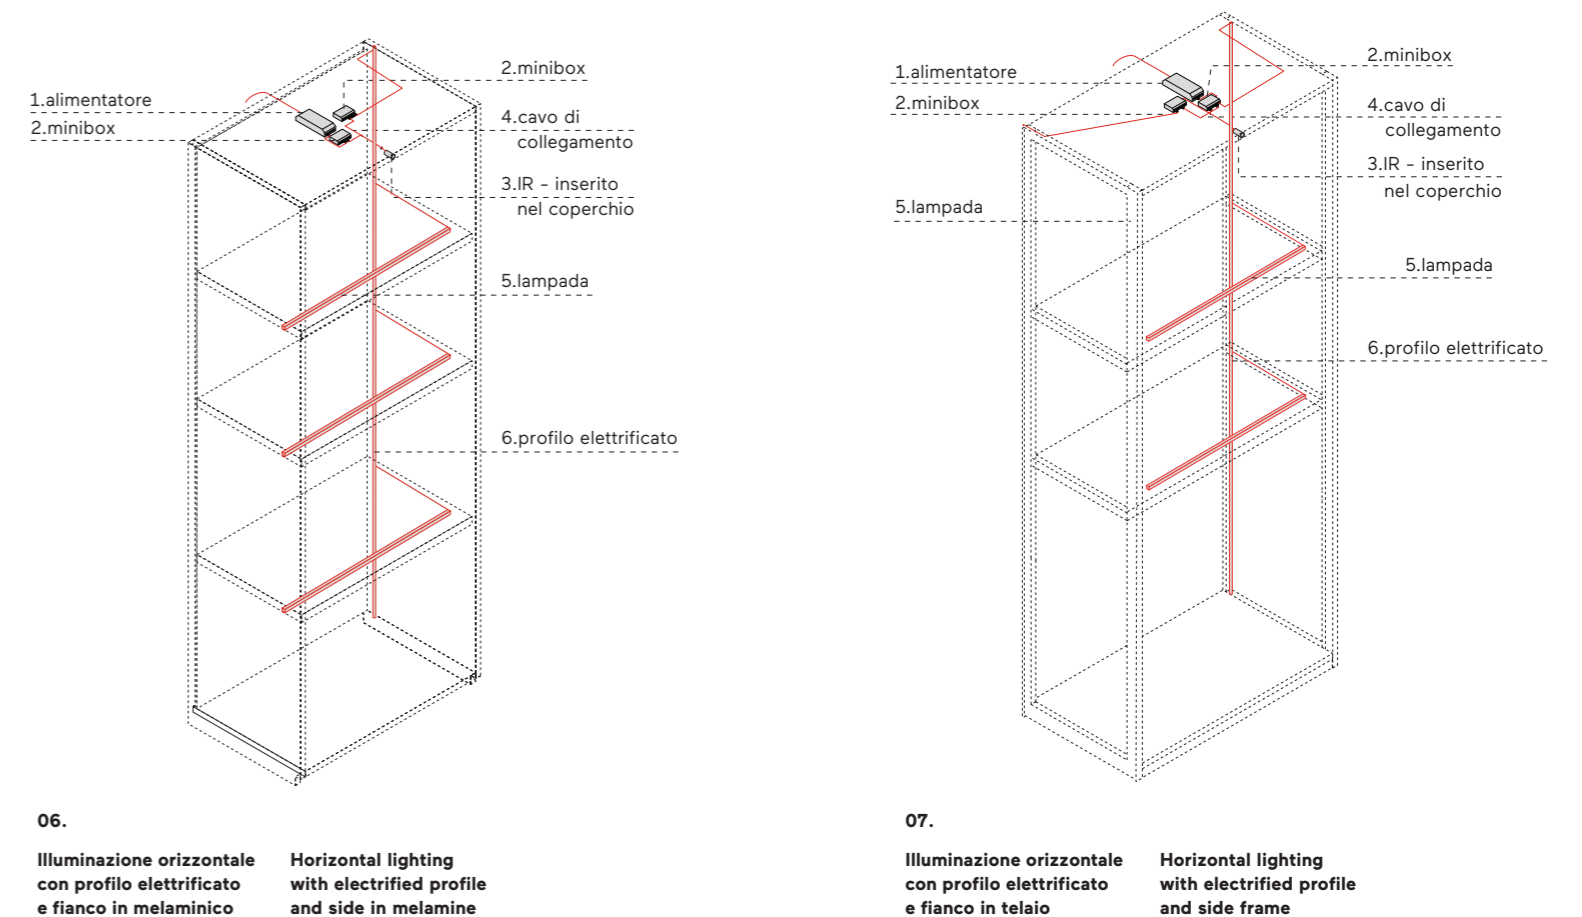 1.alimentatore
2.minibox
2.minibox
4.cavo di
collegamento
3.IR - inserito
nel coperchio
5.lampada
6.profilo elettrificato
06.
Illuminazione orizzontale
con profilo elettrificato
e fianco in melaminico
Horizontal lighting
with electrified profile
and side in melamine
1.alimentatore
2.minibox
5.lampada
2.minibox
4.cavo di
collegamento
3.IR - inserito
nel coperchio
5.lampada
6.profilo elettrificato
07.
Illuminazione orizzontale
con profilo elettrificato
e fianco in telaio
Horizontal lighting
with electrified profile
and side frame